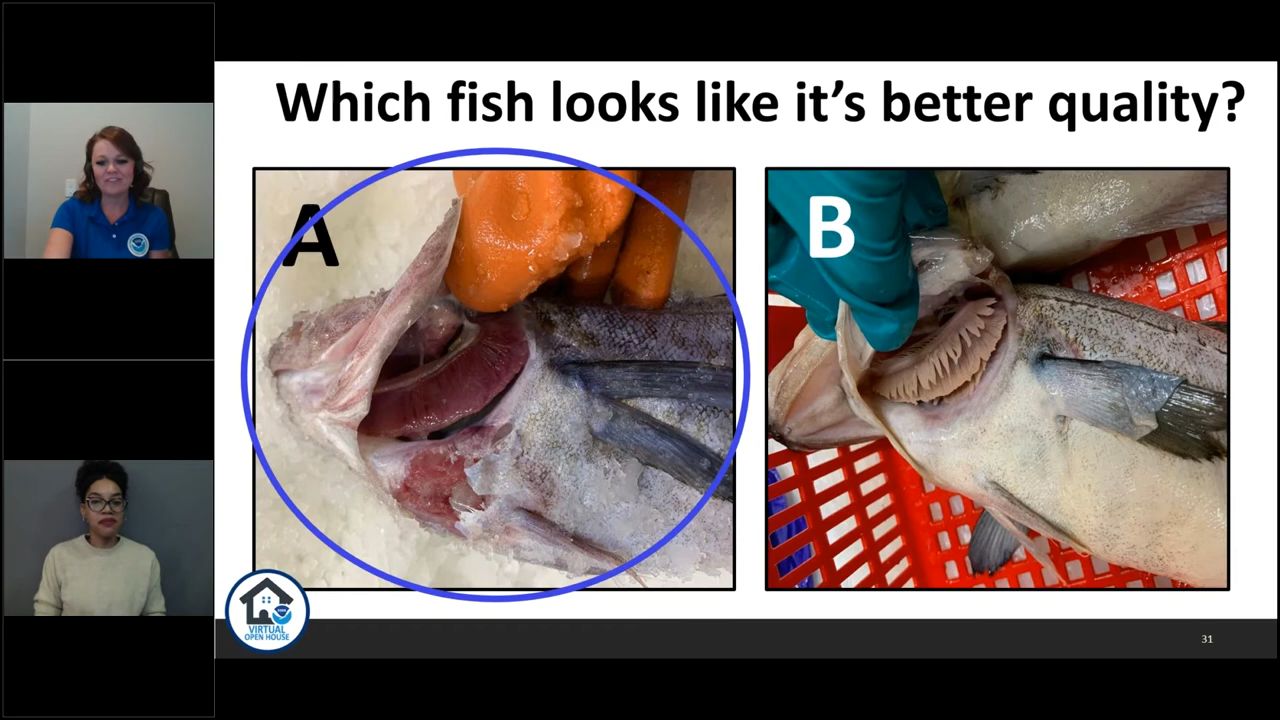 Which fish looks like it's better quality?
A
B
VIRTUAL
OPEN HOUSE
31